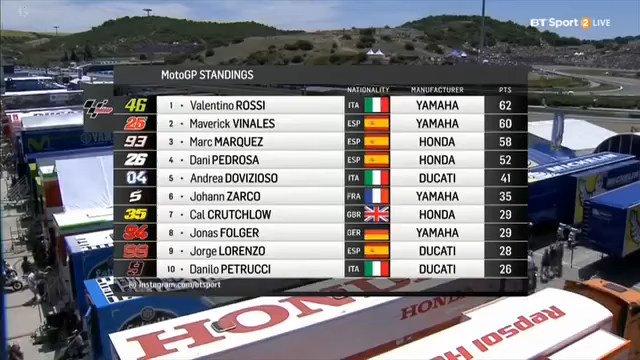 BT Sport 2 LIVE
MotoGP STANDINGS
NATIONALITY MANUFACTURER PTS
46 1 - Valentino ROSSI ITA YAMAHA 62
25 2 - Maverick VINALES ESP YAMAHA 60
93 3 - Marc MARQUEZ ESP HONDA 58
26 4 - Dani PEDROSA ESP HONDA 52
04 5 - Andrea DOVIZIOSO ITA DUCATI 41
5 6 - Johann ZARCO FRA YAMAHA 35
35 7 - Cal CRUTCHLOW GBR HONDA 29
94 8 - Jonas FOLGER GER YAMAHA 29
99 9 - Jorge LORENZO ESP DUCATI 28
9 10 - Danilo PETRUCCI ITA DUCATI 26
instagram.com/btsport
HONDA
Repsol Honda